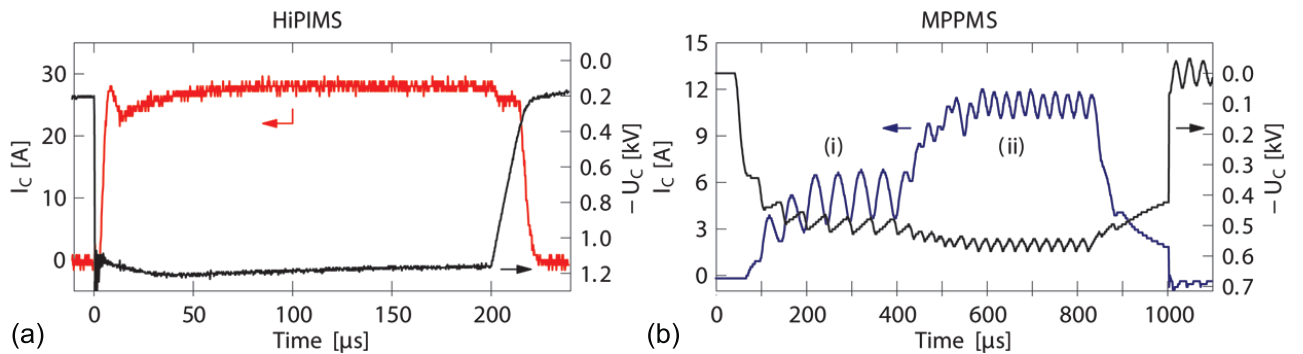 HiPIMS
30
20
10
0
I_C [A]
0.0
0.2
0.4
0.6
0.8
1.0
1.2
− U_C [kV]
0 50 100 150 200
Time [µs]
(a)
MPPMS
15
12
9
6
3
0
I_C [A]
(i)
(ii)
0.0
0.1
0.2
0.3
0.4
0.5
0.6
0.7
− U_C [kV]
0 200 400 600 800 1000
Time [µs]
(b)